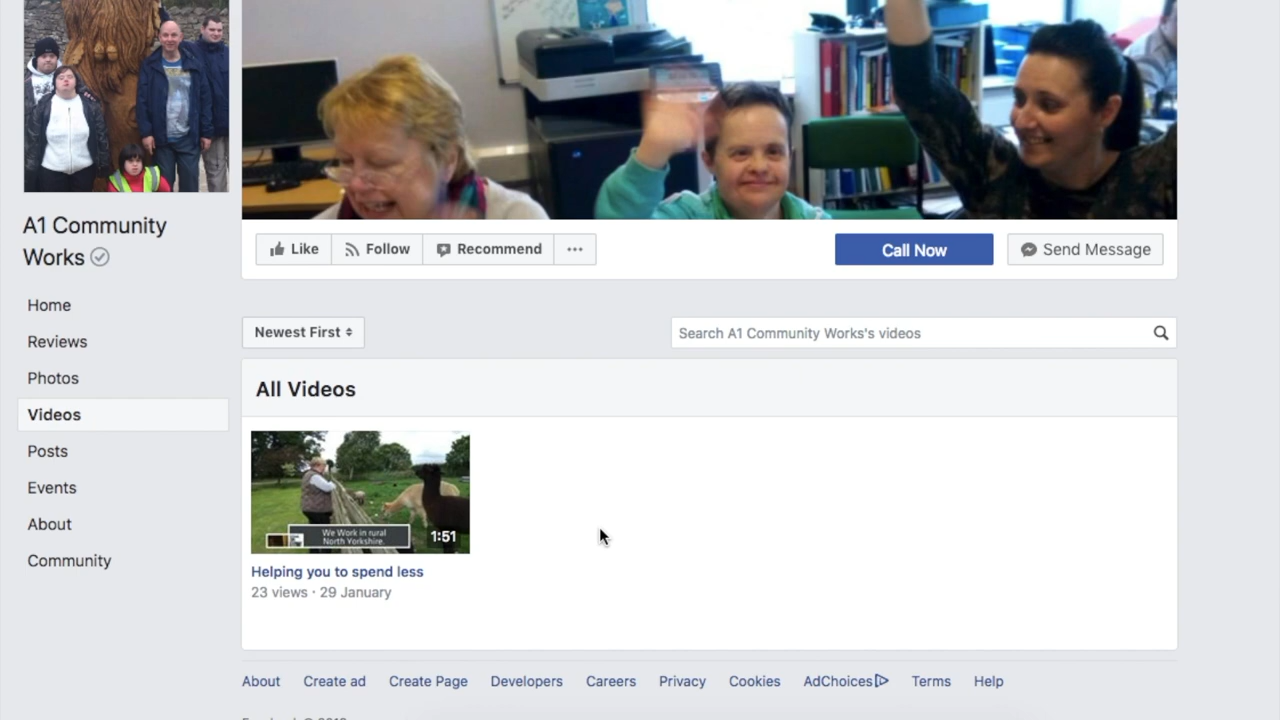 A1 Community
Works
Like
Follow
Recommend
Call Now
Send Message
Home
Reviews
Photos
Videos
Posts
Events
About
Community
Newest First
Search A1 Community Works's videos
All Videos
We Work in rural
North Yorkshire.
1:51
Helping you to spend less
23 views · 29 January
About Create ad Create Page Developers Careers Privacy Cookies AdChoices Terms Help